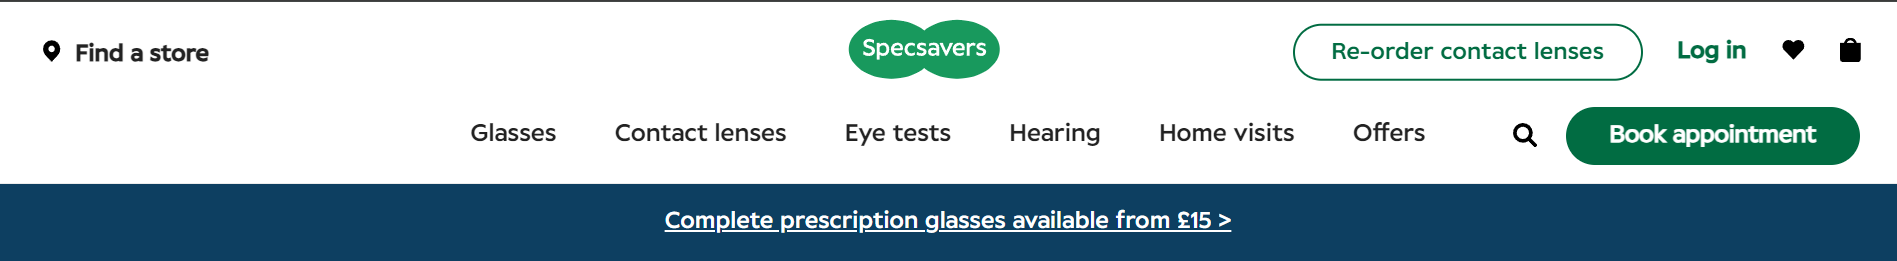 Find a store
Specsavers
Re-order contact lenses
Log in
Glasses
Contact lenses
Eye tests
Hearing
Home visits
Offers
Book appointment
Complete prescription glasses available from £15 >